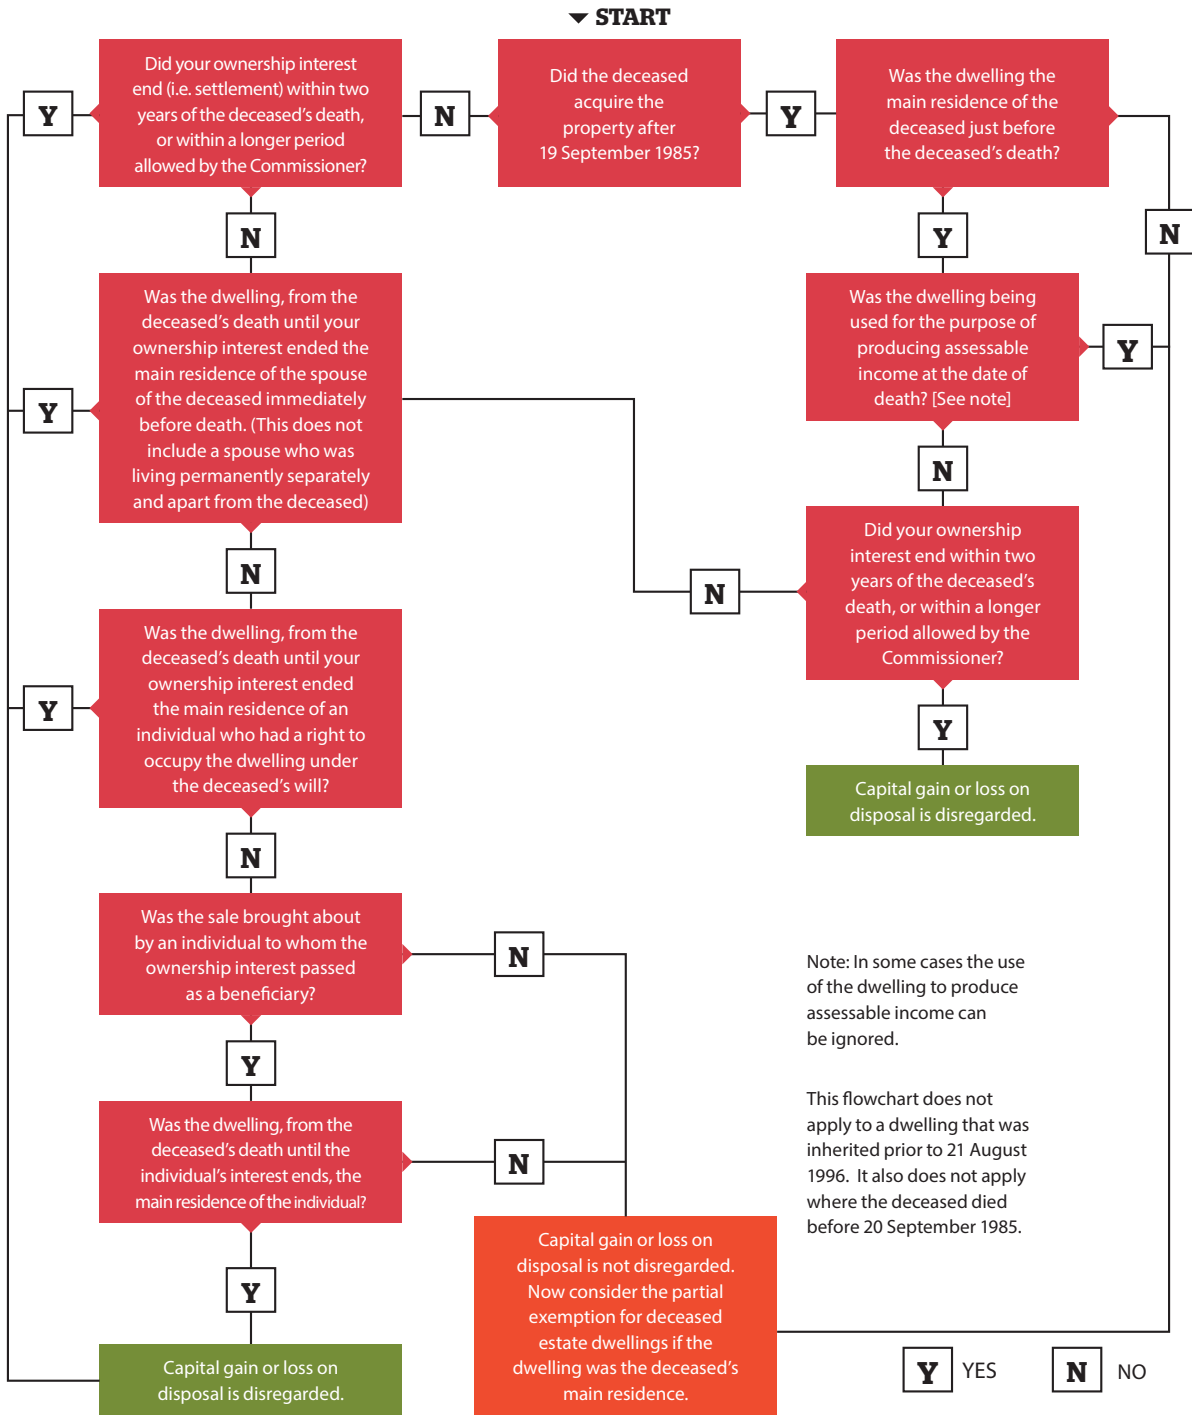 START
Did your ownership interest
end (i.e. settlement) within two
years of the deceased's death,
or within a longer period
allowed by the Commissioner?
Y
N
Did the deceased
acquire the
property after
19 September 1985?
Y
Was the dwelling the
main residence of the
deceased just before
the deceased's death?
N
N
Y
Was the dwelling, from the
deceased's death until your
ownership interest ended the
main residence of the spouse
of the deceased immediately
before death. (This does not
include a spouse who was
living permanently separately
and apart from the deceased)
Y
Was the dwelling being
used for the purpose of
producing assessable
income at the date of
death? [See note]
Y
N
N
N
Did your ownership
interest end within two
years of the deceased's
death, or within a longer
period allowed by the
Commissioner?
Was the dwelling, from the
deceased's death until your
ownership interest ended
the main residence of an
individual who had a right to
occupy the dwelling under
the deceased's will?
Y
Y
Capital gain or loss on
disposal is disregarded.
N
Was the sale brought about
by an individual to whom the
ownership interest passed
as a beneficiary?
N
Y
Note: In some cases the use
of the dwelling to produce
assessable income can
be ignored.
This flowchart does not
apply to a dwelling that was
inherited prior to 21 August
1996. It also does not apply
where the deceased died
before 20 September 1985.
Was the dwelling, from the
deceased's death until the
individual's interest ends, the
main residence of the individual?
N
Y
Capital gain or loss on
disposal is disregarded.
Capital gain or loss on
disposal is not disregarded.
Now consider the partial
exemption for deceased
estate dwellings if the
dwelling was the deceased's
main residence.
Y YES
N NO